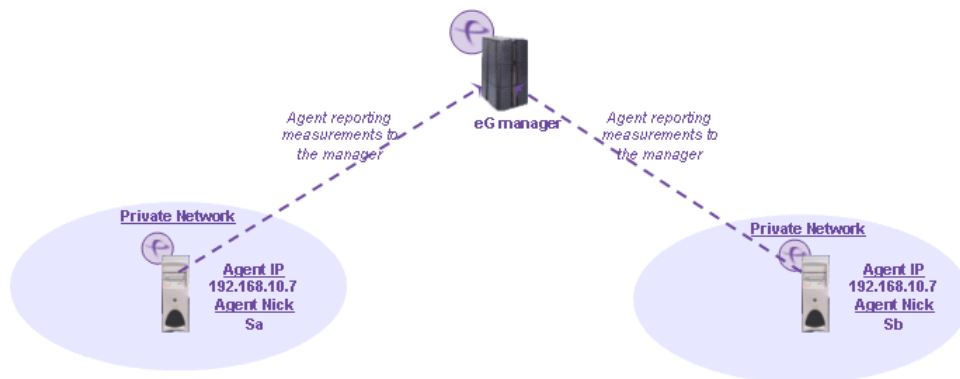 eG manager
Agent reporting
measurements to
the manager
Agent reporting
measurements to
the manager
Private Network
Agent IP
192.168.10.7
Agent Nick
Sa
Private Network
Agent IP
192.168.10.7
Agent Nick
Sb